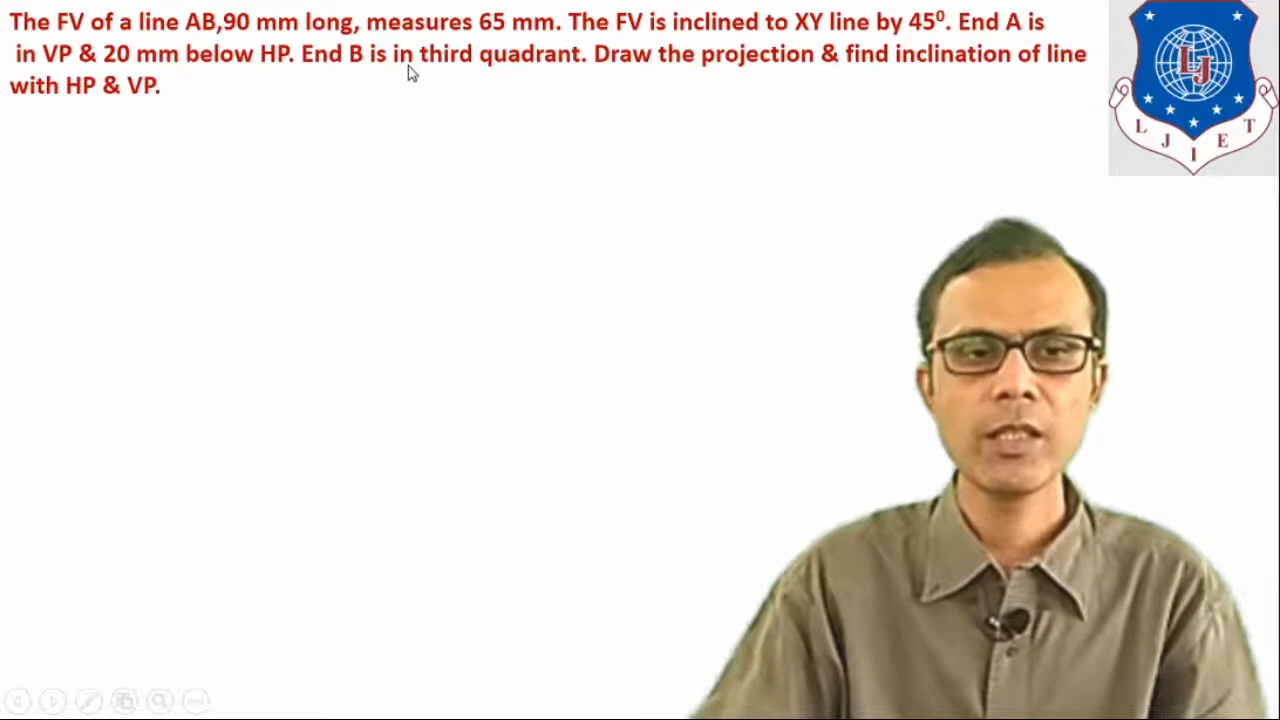 The FV of a line AB,90 mm long, measures 65 mm. The FV is inclined to XY line by 45⁰. End A is
in VP & 20 mm below HP. End B is in third quadrant. Draw the projection & find inclination of line
with HP & VP.
LJ
L J I E T